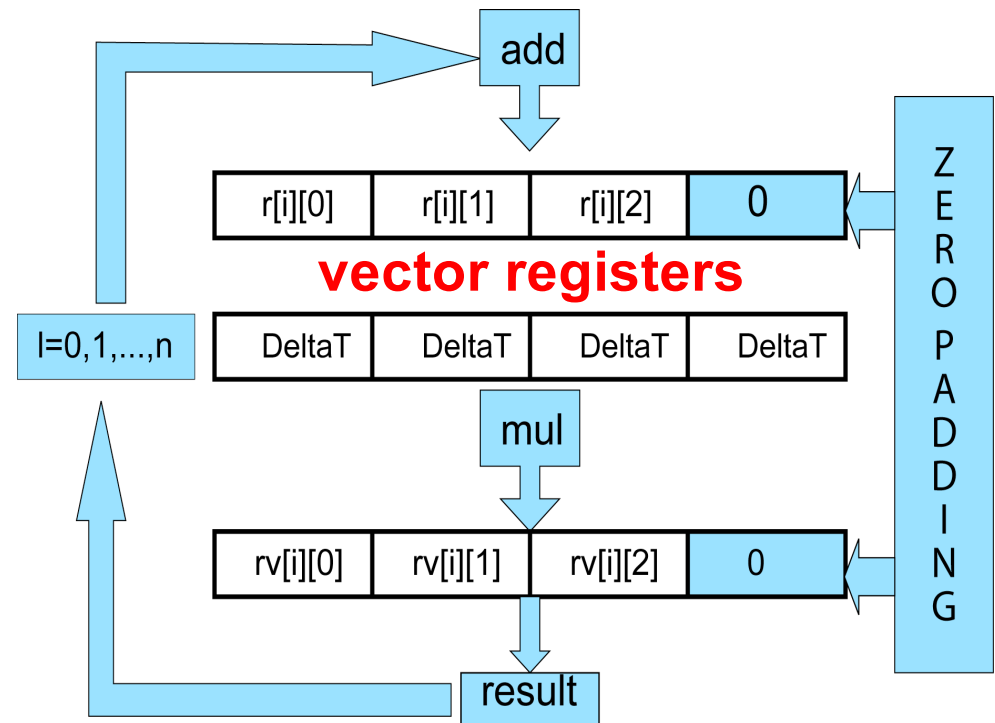 add
r[i][0] r[i][1] r[i][2] 0
vector registers
I=0,1,...,n
DeltaT DeltaT DeltaT DeltaT
mul
rv[i][0] rv[i][1] rv[i][2] 0
result
ZERO PADDING